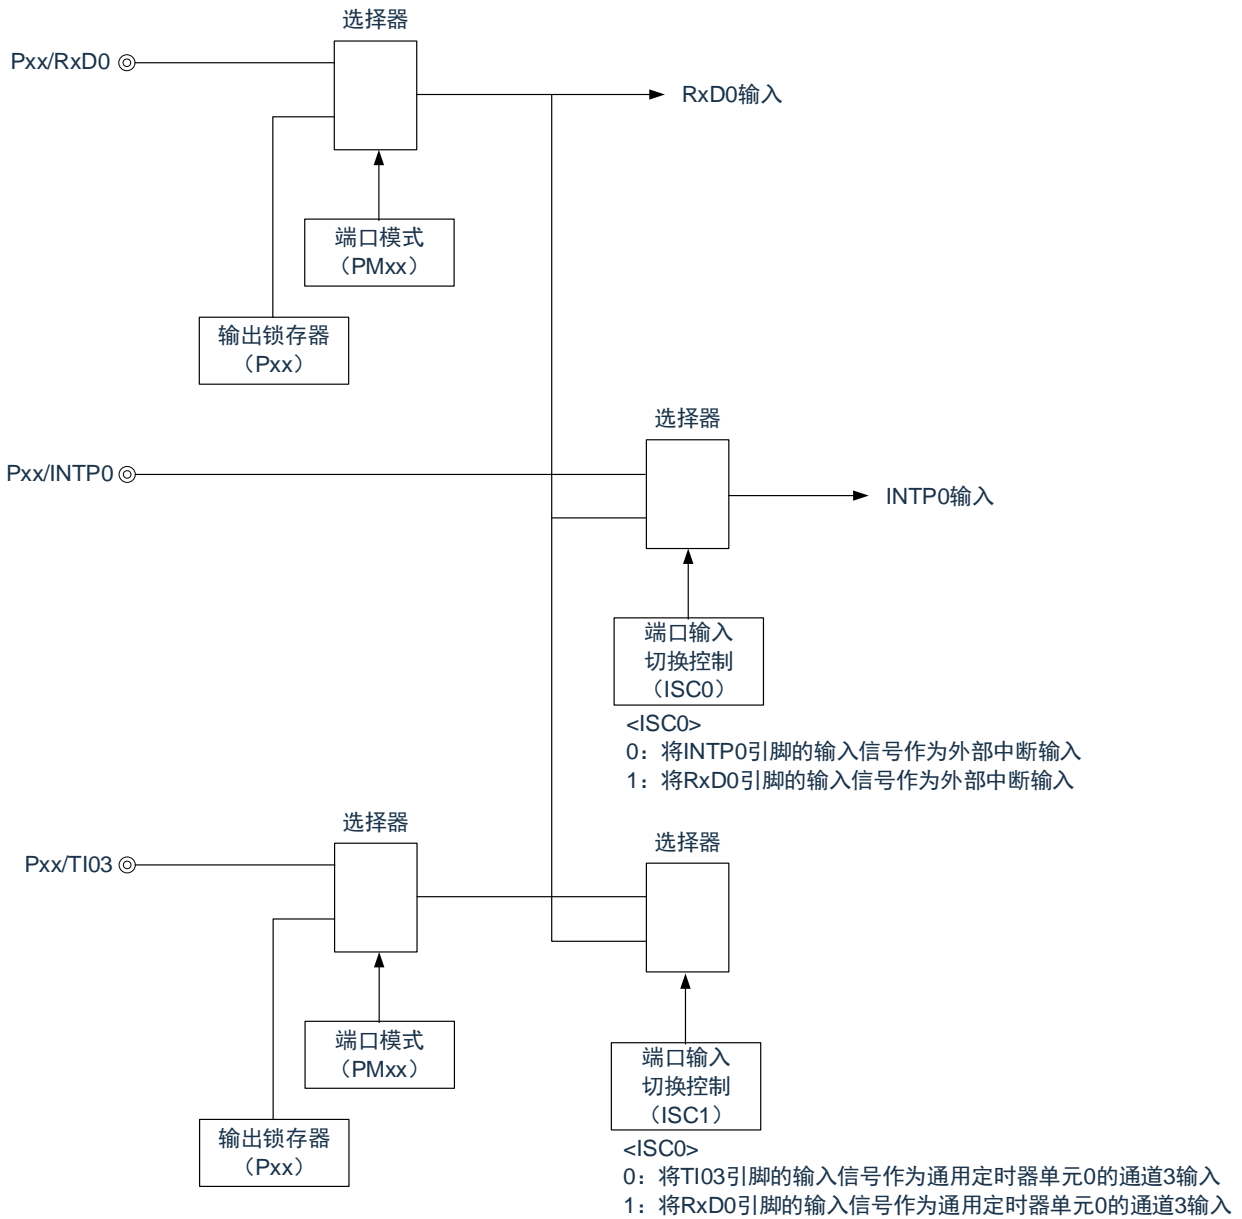 选择器
Pxx/RxD0
RxD0输入
端口模式
（PMxx）
输出锁存器
（Pxx）
选择器
Pxx/INTP0
INTP0输入
端口输入
切换控制
（ISC0）
<ISC0>
0：将INTP0引脚的输入信号作为外部中断输入
1：将RxD0引脚的输入信号作为外部中断输入
选择器
选择器
Pxx/TI03
端口模式
（PMxx）
端口输入
切换控制
（ISC1）
输出锁存器
（Pxx）
<ISC0>
0：将TI03引脚的输入信号作为通用定时器单元0的通道3输入
1：将RxD0引脚的输入信号作为通用定时器单元0的通道3输入